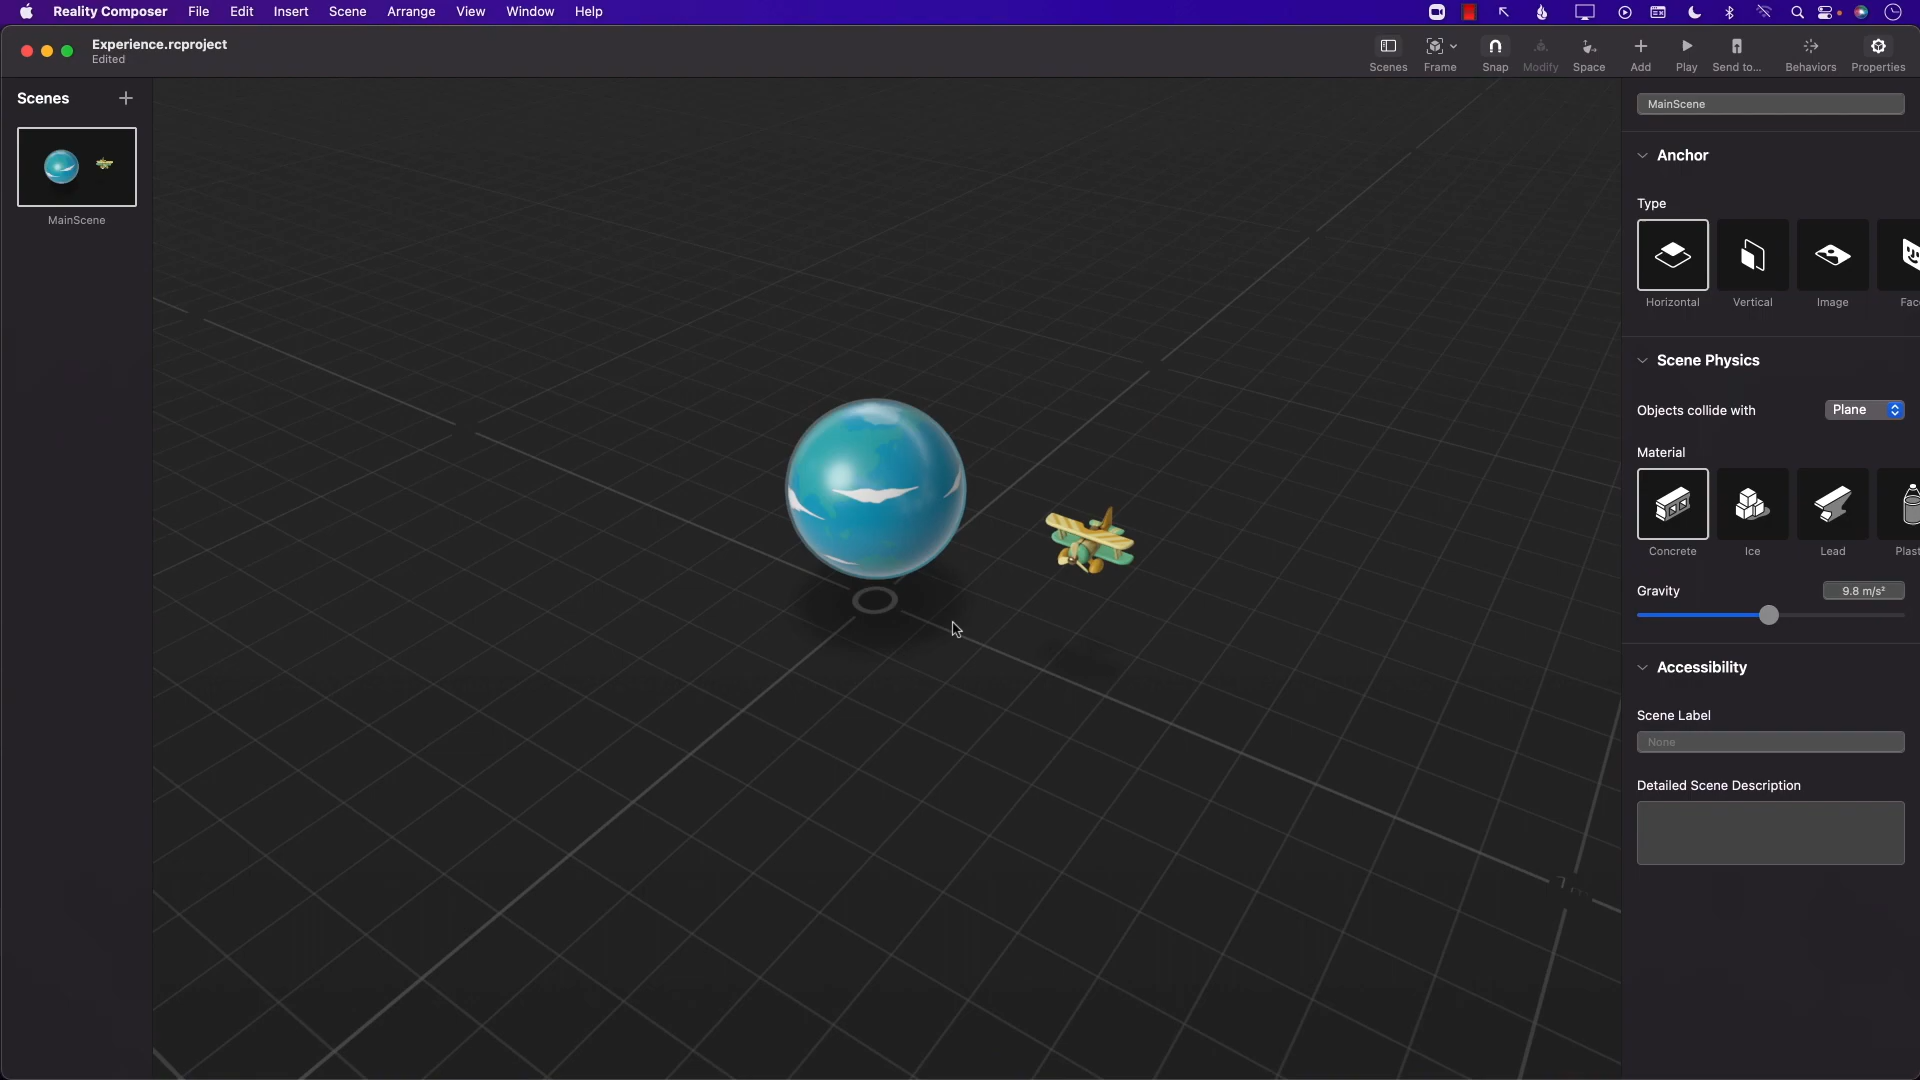 Reality Composer File Edit Insert Scene Arrange View Window Help
Experience.rcproject
Edited
Scenes Frame Snap Modify Space Add Play Send to... Behaviors Properties
Scenes
MainScene
MainScene
Anchor
Type
Horizontal Vertical Image Face
Scene Physics
Objects collide with Plane
Material
Concrete Ice Lead Plast
Gravity 9.8 m/s²
Accessibility
Scene Label
None
Detailed Scene Description